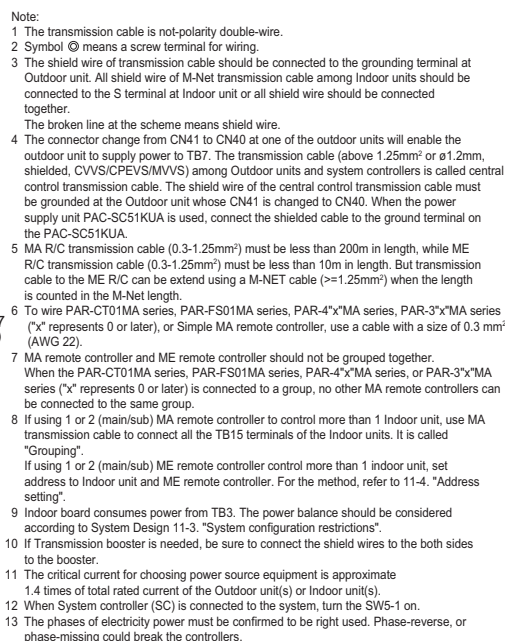 Note:
1 The transmission cable is not-polarity double-wire.
2 Symbol ◎ means a screw terminal for wiring.
3 The shield wire of transmission cable should be connected to the grounding terminal at
Outdoor unit. All shield wire of M-Net transmission cable among Indoor units should be
connected to the S terminal at Indoor unit or all shield wire should be connected
together.
The broken line at the scheme means shield wire.
4 The connector change from CN41 to CN40 at one of the outdoor units will enable the
outdoor unit to supply power to TB7. The transmission cable (above 1.25mm² or ø1.2mm,
shielded, CVVS/CPEVS/MVVS) among Outdoor units and system controllers is called central
control transmission cable. The shield wire of the central control transmission cable must
be grounded at the Outdoor unit whose CN41 is changed to CN40. When the power
supply unit PAC-SC51KUA is used, connect the shielded cable to the ground terminal on
the PAC-SC51KUA.
5 MA R/C transmission cable (0.3-1.25mm²) must be less than 200m in length, while ME
R/C transmission cable (0.3-1.25mm²) must be less than 10m in length. But transmission
cable to the ME R/C can be extend using a M-NET cable (>=1.25mm²) when the length
is counted in the M-Net length.
6 To wire PAR-CT01MA series, PAR-FS01MA series, PAR-4"x"MA series, PAR-3"x"MA series
("x" represents 0 or later), or Simple MA remote controller, use a cable with a size of 0.3 mm²
(AWG 22).
7 MA remote controller and ME remote controller should not be grouped together.
When the PAR-CT01MA series, PAR-FS01MA series, PAR-4"x"MA series, or PAR-3"x"MA
series ("x" represents 0 or later) is connected to a group, no other MA remote controllers can
be connected to the same group.
8 If using 1 or 2 (main/sub) MA remote controller to control more than 1 Indoor unit, use MA
transmission cable to connect all the TB15 terminals of the Indoor units. It is called
"Grouping".
If using 1 or 2 (main/sub) ME remote controller control more than 1 indoor unit, set
address to Indoor unit and ME remote controller. For the method, refer to 11-4. "Address
setting".
9 Indoor board consumes power from TB3. The power balance should be considered
according to System Design 11-3. "System configuration restrictions".
10 If Transmission booster is needed, be sure to connect the shield wires to the both sides
to the booster.
11 The critical current for choosing power source equipment is approximate
1.4 times of total rated current of the Outdoor unit(s) or Indoor unit(s).
12 When System controller (SC) is connected to the system, turn the SW5-1 on.
13 The phases of electricity power must be confirmed to be right used. Phase-reverse, or
phase-missing could break the controllers.